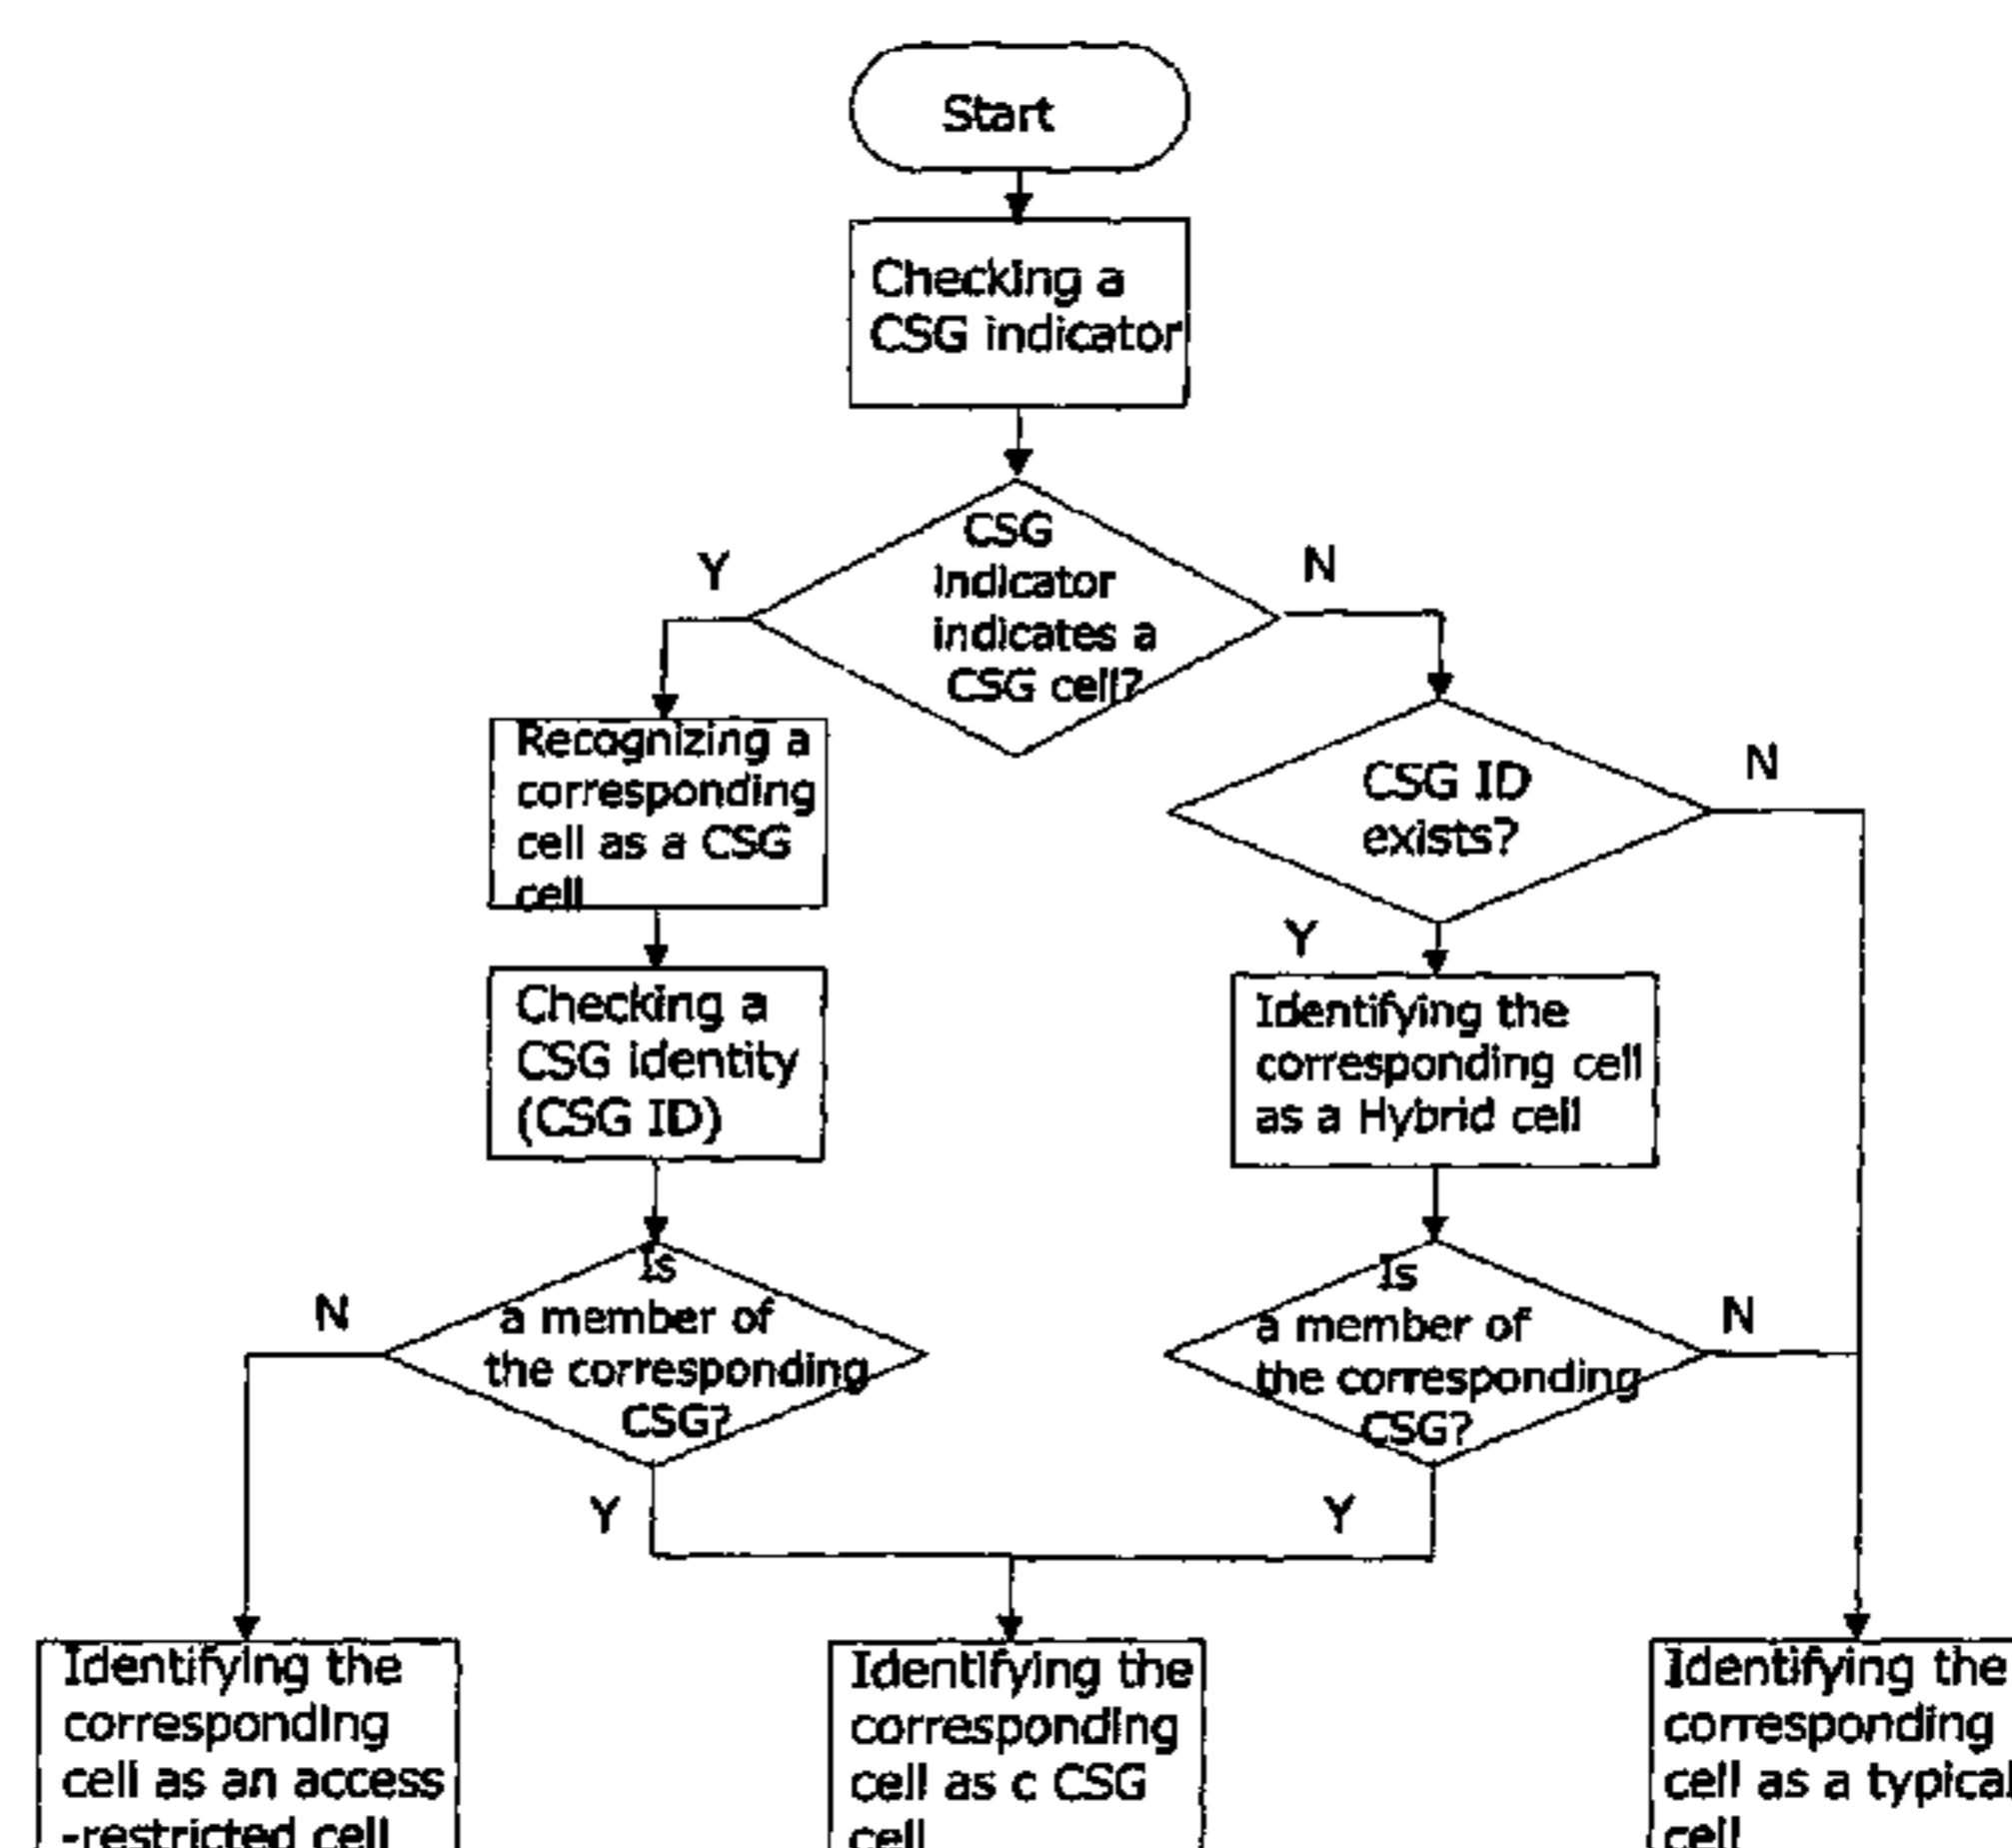 Start
Checking a
CSG indicator
CSG
indicator
indicates a
CSG cell?
Y
N
Recognizing a
corresponding
cell as a CSG
cell
CSG ID
exists?
N
Y
Checking a
CSG identity
(CSG ID)
Identifying the
corresponding cell
as a Hybrid cell
Is
a member of
the corresponding
CSG?
N
Y
Is
a member of
the corresponding
CSG?
N
Y
Identifying the
corresponding
cell as an access
-restricted cell
Identifying the
corresponding
cell as c CSG
cell
Identifying the
corresponding
cell as a typical
cell